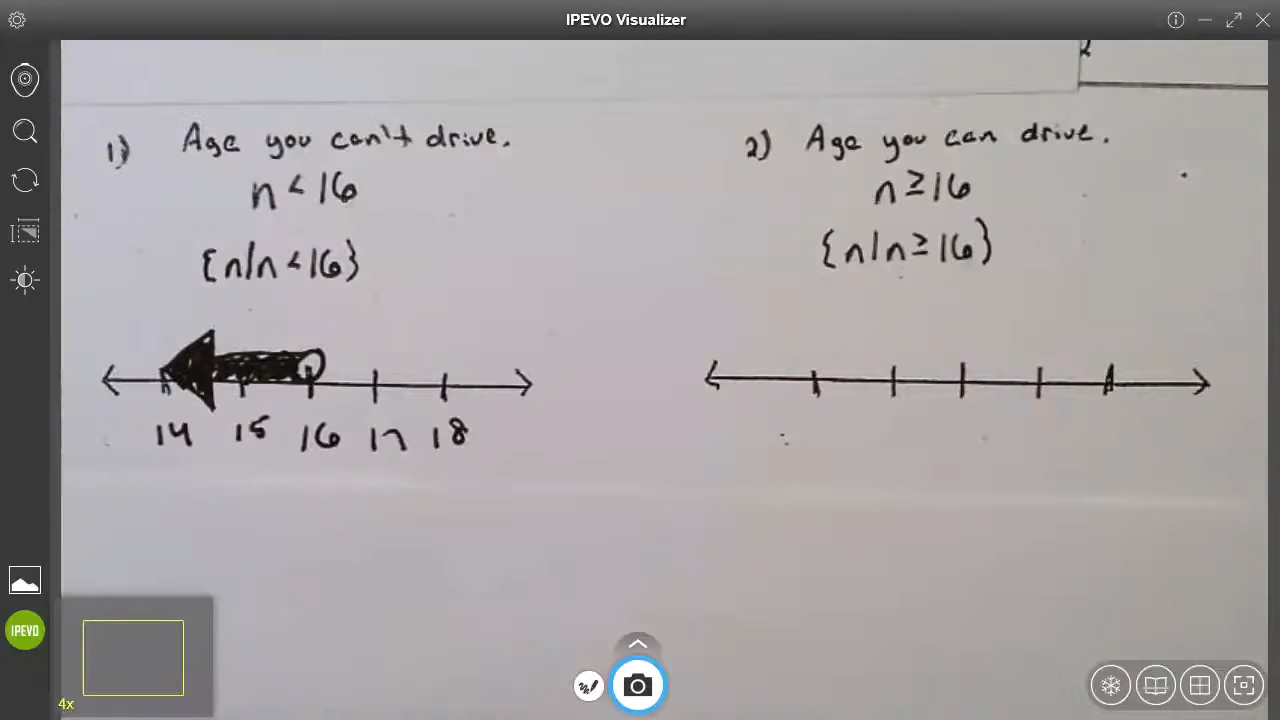 IPEVO Visualizer
1) Age you can't drive.
n < 16
{n|n < 16}
14 15 16 17 18
2) Age you can drive.
n ≥ 16
{n|n ≥ 16}
IPEVO
4x